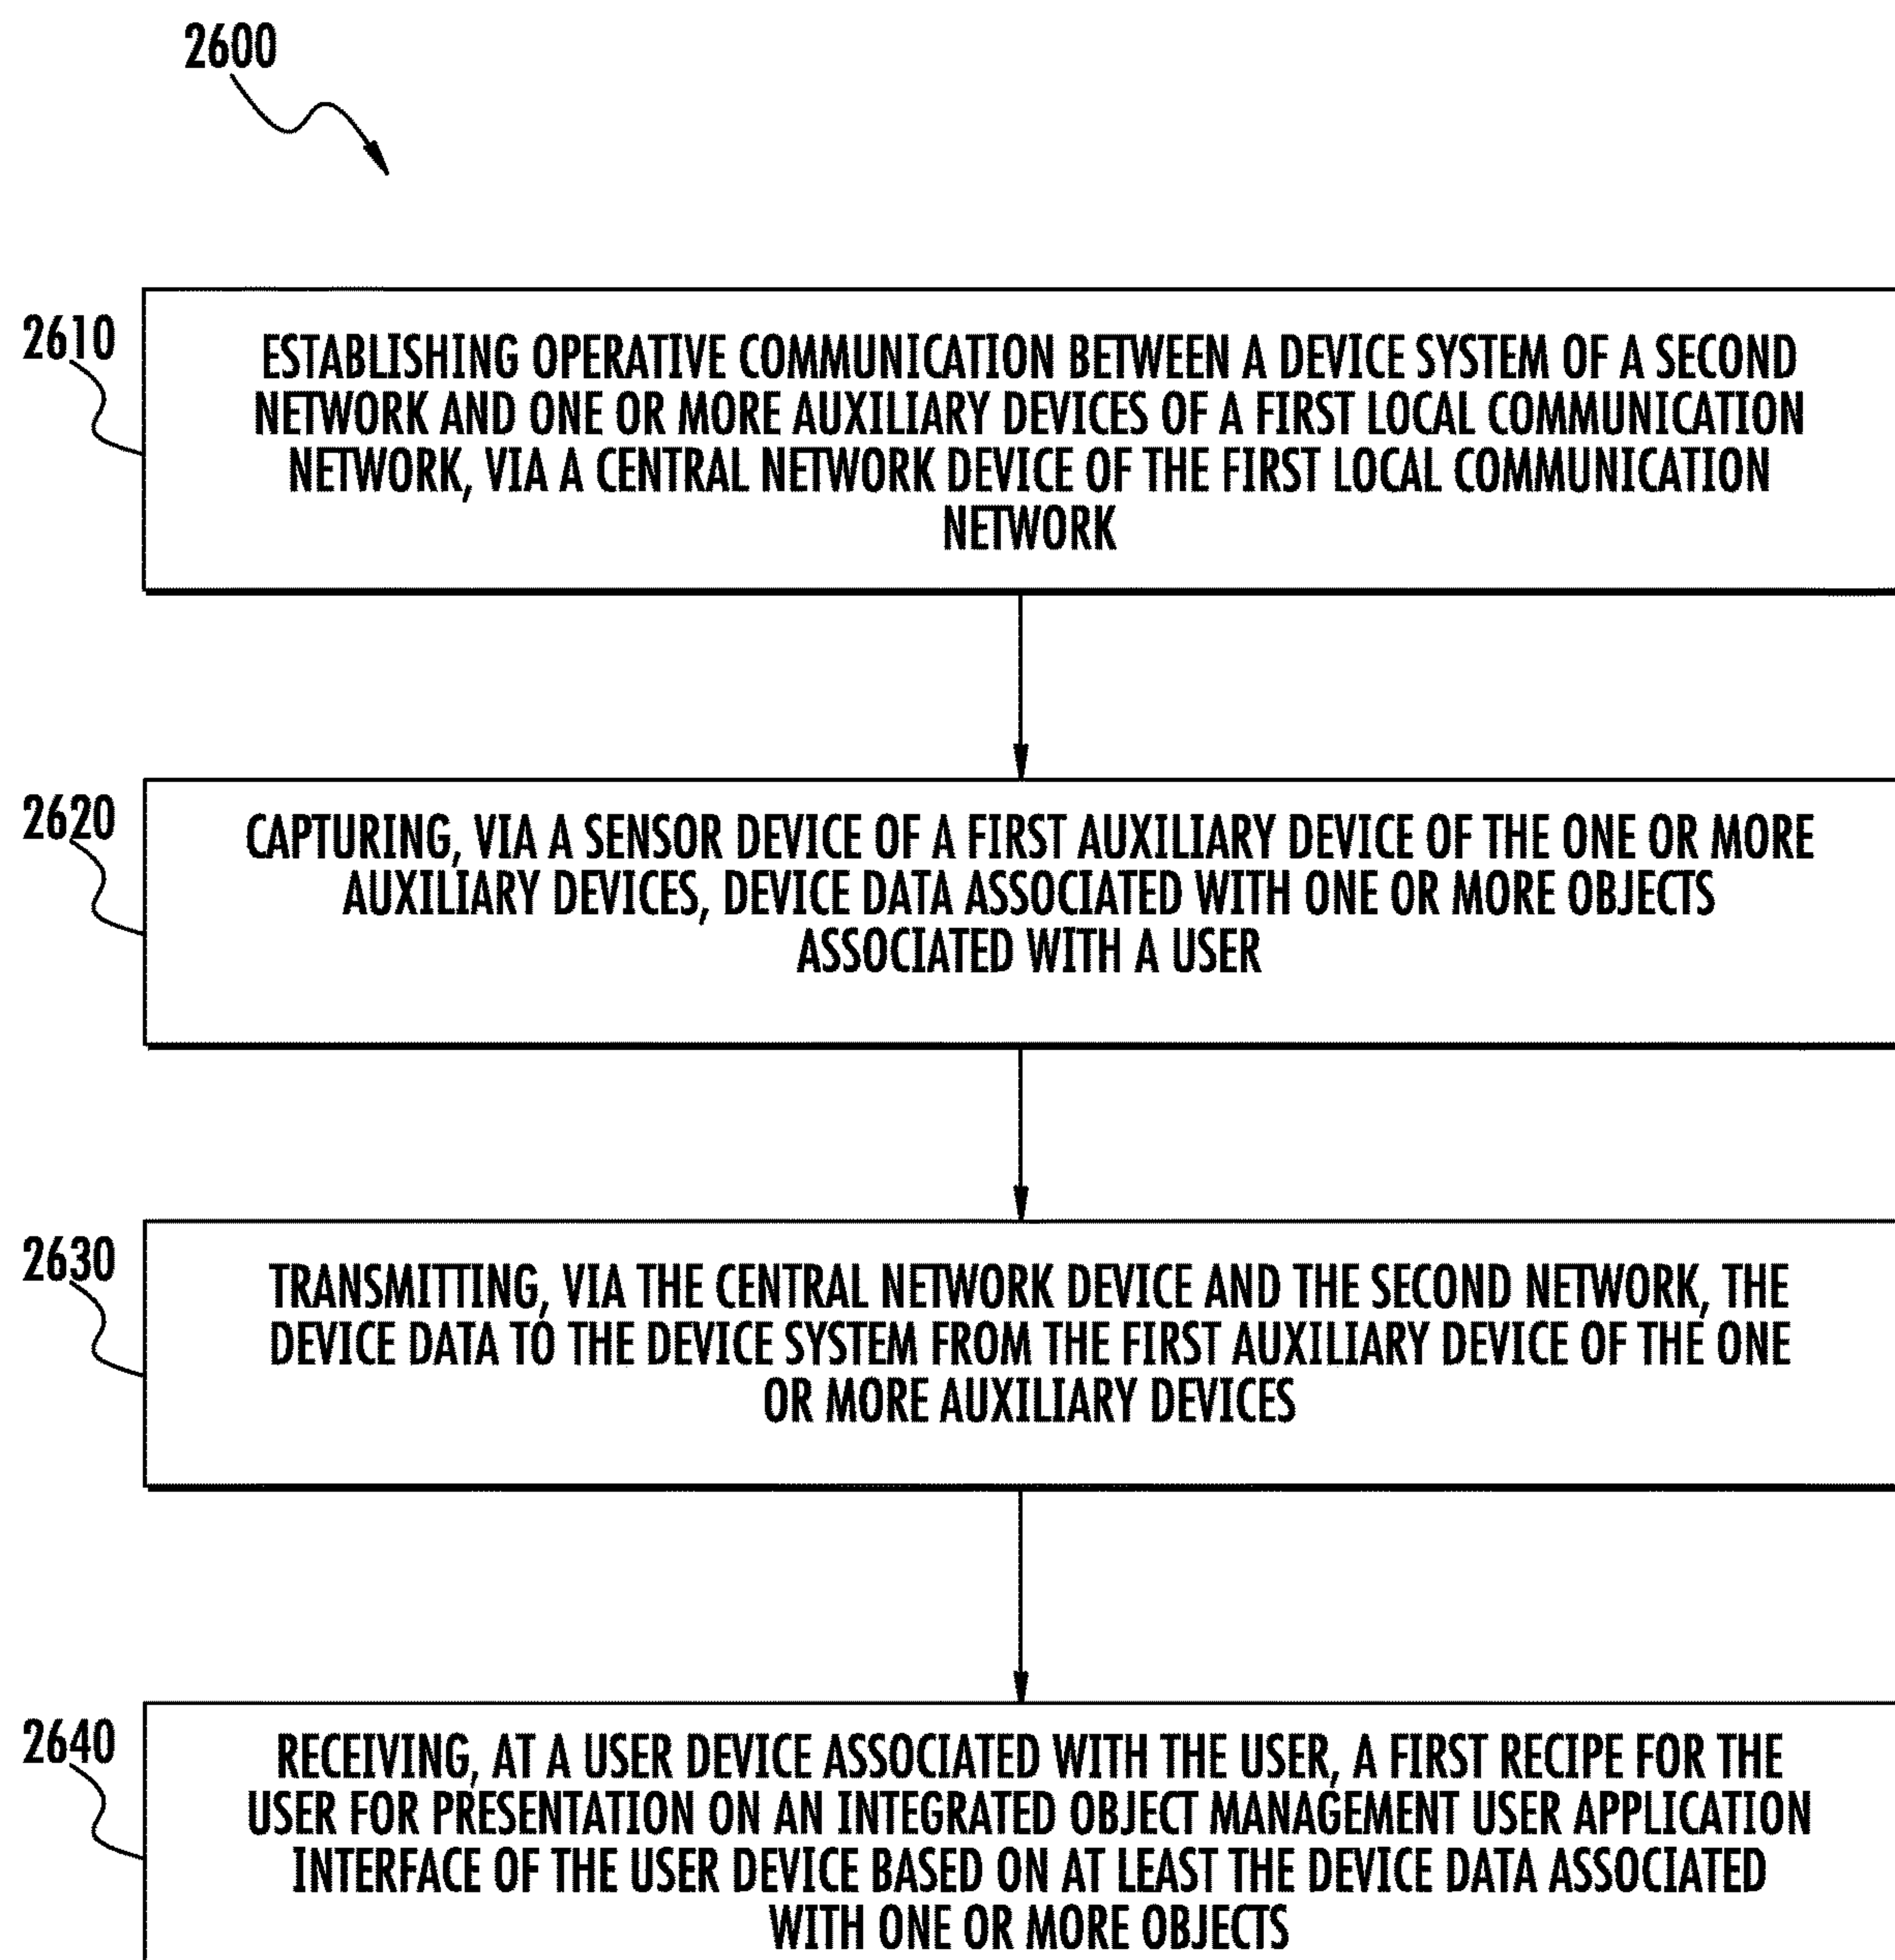 2600
2610
ESTABLISHING OPERATIVE COMMUNICATION BETWEEN A DEVICE SYSTEM OF A SECOND
NETWORK AND ONE OR MORE AUXILIARY DEVICES OF A FIRST LOCAL COMMUNICATION
NETWORK, VIA A CENTRAL NETWORK DEVICE OF THE FIRST LOCAL COMMUNICATION
NETWORK
2620
CAPTURING, VIA A SENSOR DEVICE OF A FIRST AUXILIARY DEVICE OF THE ONE OR MORE
AUXILIARY DEVICES, DEVICE DATA ASSOCIATED WITH ONE OR MORE OBJECTS
ASSOCIATED WITH A USER
2630
TRANSMITTING, VIA THE CENTRAL NETWORK DEVICE AND THE SECOND NETWORK, THE
DEVICE DATA TO THE DEVICE SYSTEM FROM THE FIRST AUXILIARY DEVICE OF THE ONE
OR MORE AUXILIARY DEVICES
2640
RECEIVING, AT A USER DEVICE ASSOCIATED WITH THE USER, A FIRST RECIPE FOR THE
USER FOR PRESENTATION ON AN INTEGRATED OBJECT MANAGEMENT USER APPLICATION
INTERFACE OF THE USER DEVICE BASED ON AT LEAST THE DEVICE DATA ASSOCIATED
WITH ONE OR MORE OBJECTS